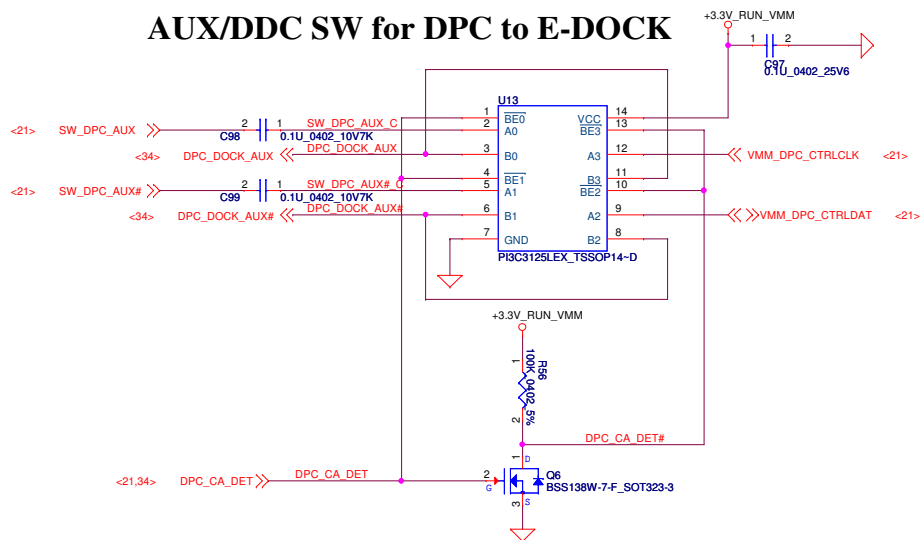 AUX/DDC SW for DPC to E-DOCK
+3.3V_RUN_VMM
1 2
C97
0.1U_0402_25V6
U13
1 BE0 VCC 14
2 A0 BE3 13
3 B0 A3 12
4 BE1 B3 11
5 A1 BE2 10
6 B1 A2 9
7 GND B2 8
PI3C3125LEX_TSSOP14~D
<21> SW_DPC_AUX 2 1 SW_DPC_AUX_C
C98 0.1U_0402_10V7K
<34> DPC_DOCK_AUX DPC_DOCK_AUX
<21> SW_DPC_AUX# 2 1 SW_DPC_AUX#_C
C99 0.1U_0402_10V7K
<34> DPC_DOCK_AUX# DPC_DOCK_AUX#
VMM_DPC_CTRLCLK <21>
VMM_DPC_CTRLDAT <21>
+3.3V_RUN_VMM
1
R56
100K_0402_5%
2
DPC_CA_DET#
1 D
<21,34> DPC_CA_DET DPC_CA_DET 2 G
Q6
BSS138W-7-F_SOT323-3
3 S